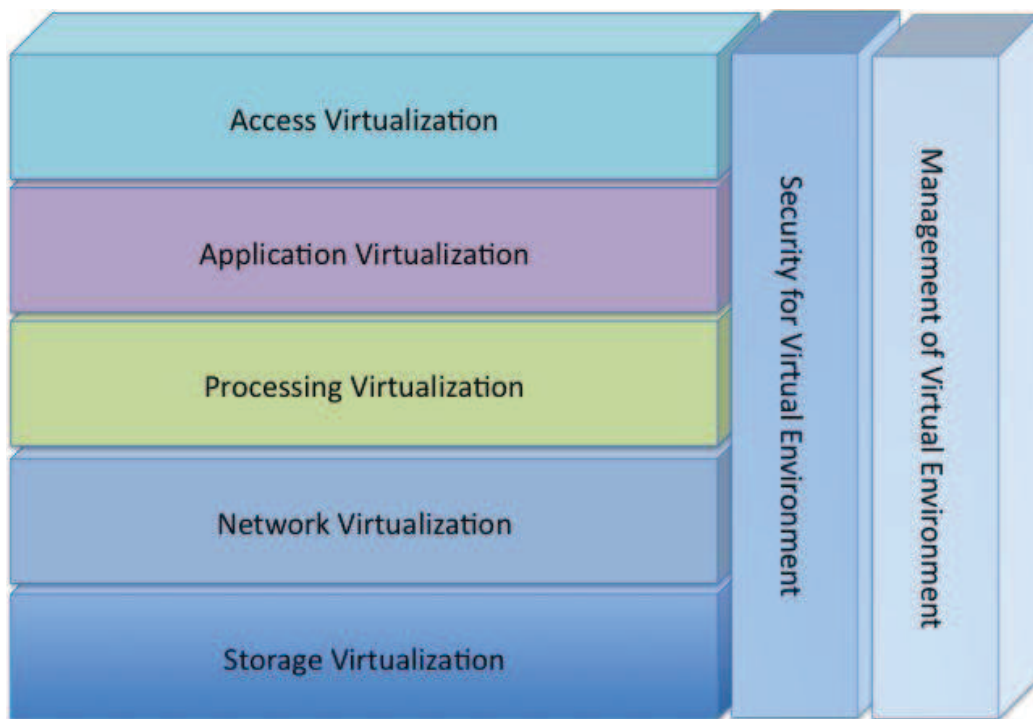 Access Virtualization
Application Virtualization
Processing Virtualization
Network Virtualization
Storage Virtualization
Security for Virtual Environment
Management of Virtual Environment